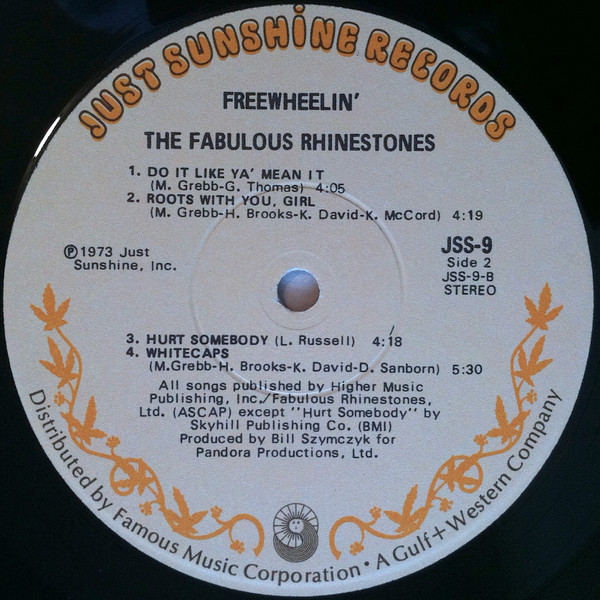 JUST SUNSHINE RECORDS
FREEWHEELIN'
THE FABULOUS RHINESTONES
1. DO IT LIKE YA' MEAN IT
(M. Grebb-G. Thomas) 4:05
2. ROOTS WITH YOU, GIRL
(M. Grebb-H. Brooks-K. David-K. McCord) 4:19
℗1973 Just
Sunshine, Inc.
JSS-9
Side 2
JSS-9-B
STEREO
3. HURT SOMEBODY (L. Russell) 4:18
4. WHITECAPS
(M.Grebb-H. Brooks-K. David-D. Sanborn) 5:30
All songs published by Higher Music
Publishing, Inc./Fabulous Rhinestones,
Ltd. (ASCAP) except "Hurt Somebody" by
Skyhill Publishing Co. (BMI)
Produced by Bill Szymczyk for
Pandora Productions, Ltd.
Distributed by Famous Music Corporation • A Gulf+Western Company